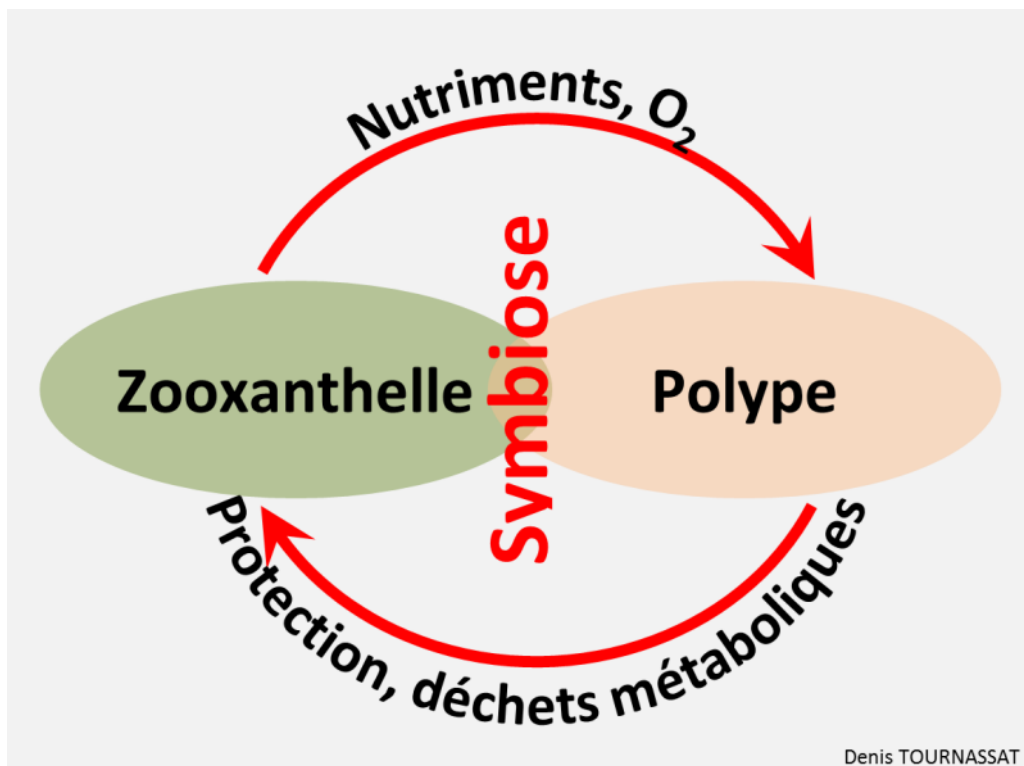 Nutriments, O₂
Symbiose
Zooxanthelle
Polype
Protection, déchets métaboliques
Denis TOURNASSAT